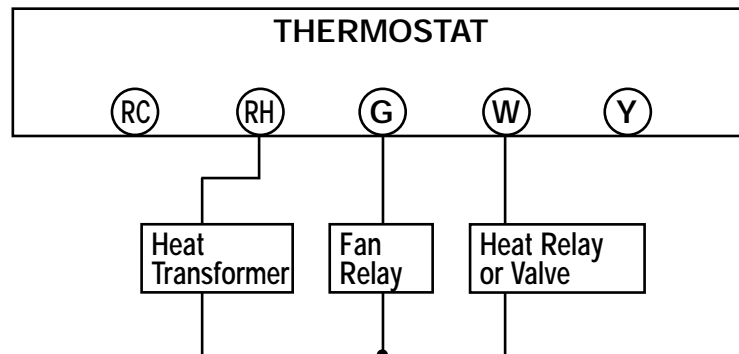 THERMOSTAT
RC RH G W Y
Heat
Transformer
Fan
Relay
Heat Relay
or Valve